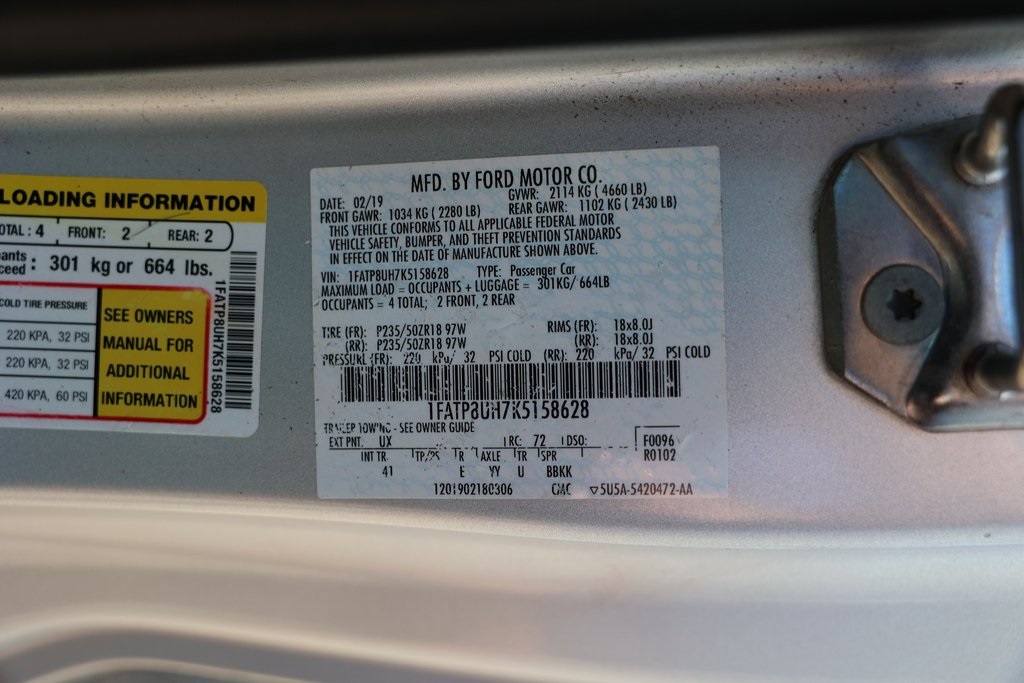 LOADING INFORMATION
OTAL : 4 FRONT: 2 REAR: 2
pants
ceed : 301 kg or 664 lbs.
COLD TIRE PRESSURE
220 KPA, 32 PSI
220 KPA, 32 PSI
420 KPA, 60 PSI
SEE OWNERS
MANUAL FOR
ADDITIONAL
INFORMATION
1FATP8UH7K5158628
MFD. BY FORD MOTOR CO.
DATE: 02/19 GVWR: 2114 KG ( 4660 LB)
FRONT GAWR: 1034 KG ( 2280 LB) REAR GAWR: 1102 KG ( 2430 LB)
THIS VEHICLE CONFORMS TO ALL APPLICABLE FEDERAL MOTOR
VEHICLE SAFETY, BUMPER, AND THEFT PREVENTION STANDARDS
IN EFFECT ON THE DATE OF MANUFACTURE SHOWN ABOVE.
VIN: 1FATP8UH7K5158628 TYPE: Passenger Car
MAXIMUM LOAD = OCCUPANTS + LUGGAGE = 301KG/ 664LB
OCCUPANTS = 4 TOTAL; 2 FRONT, 2 REAR
TIRE (FR): P235/50ZR18 97W RIMS (FR): 18x8.0J
(RR): P235/50ZR18 97W (RR): 18x8.0J
PRESSURE (FR): 220 kPa/ 32 PSI COLD (RR): 220 kPa/ 32 PSI COLD
1FATP8UH7K5158628
TRAILER TOWING - SEE OWNER GUIDE
EXT PNT: UX RC: 72 DSO: F0096
R0102
INT TR TP/PS R AXLE TR SPR
41 E YY U BBKK
1201902180306 CMC ▽5U5A-5420472-AA